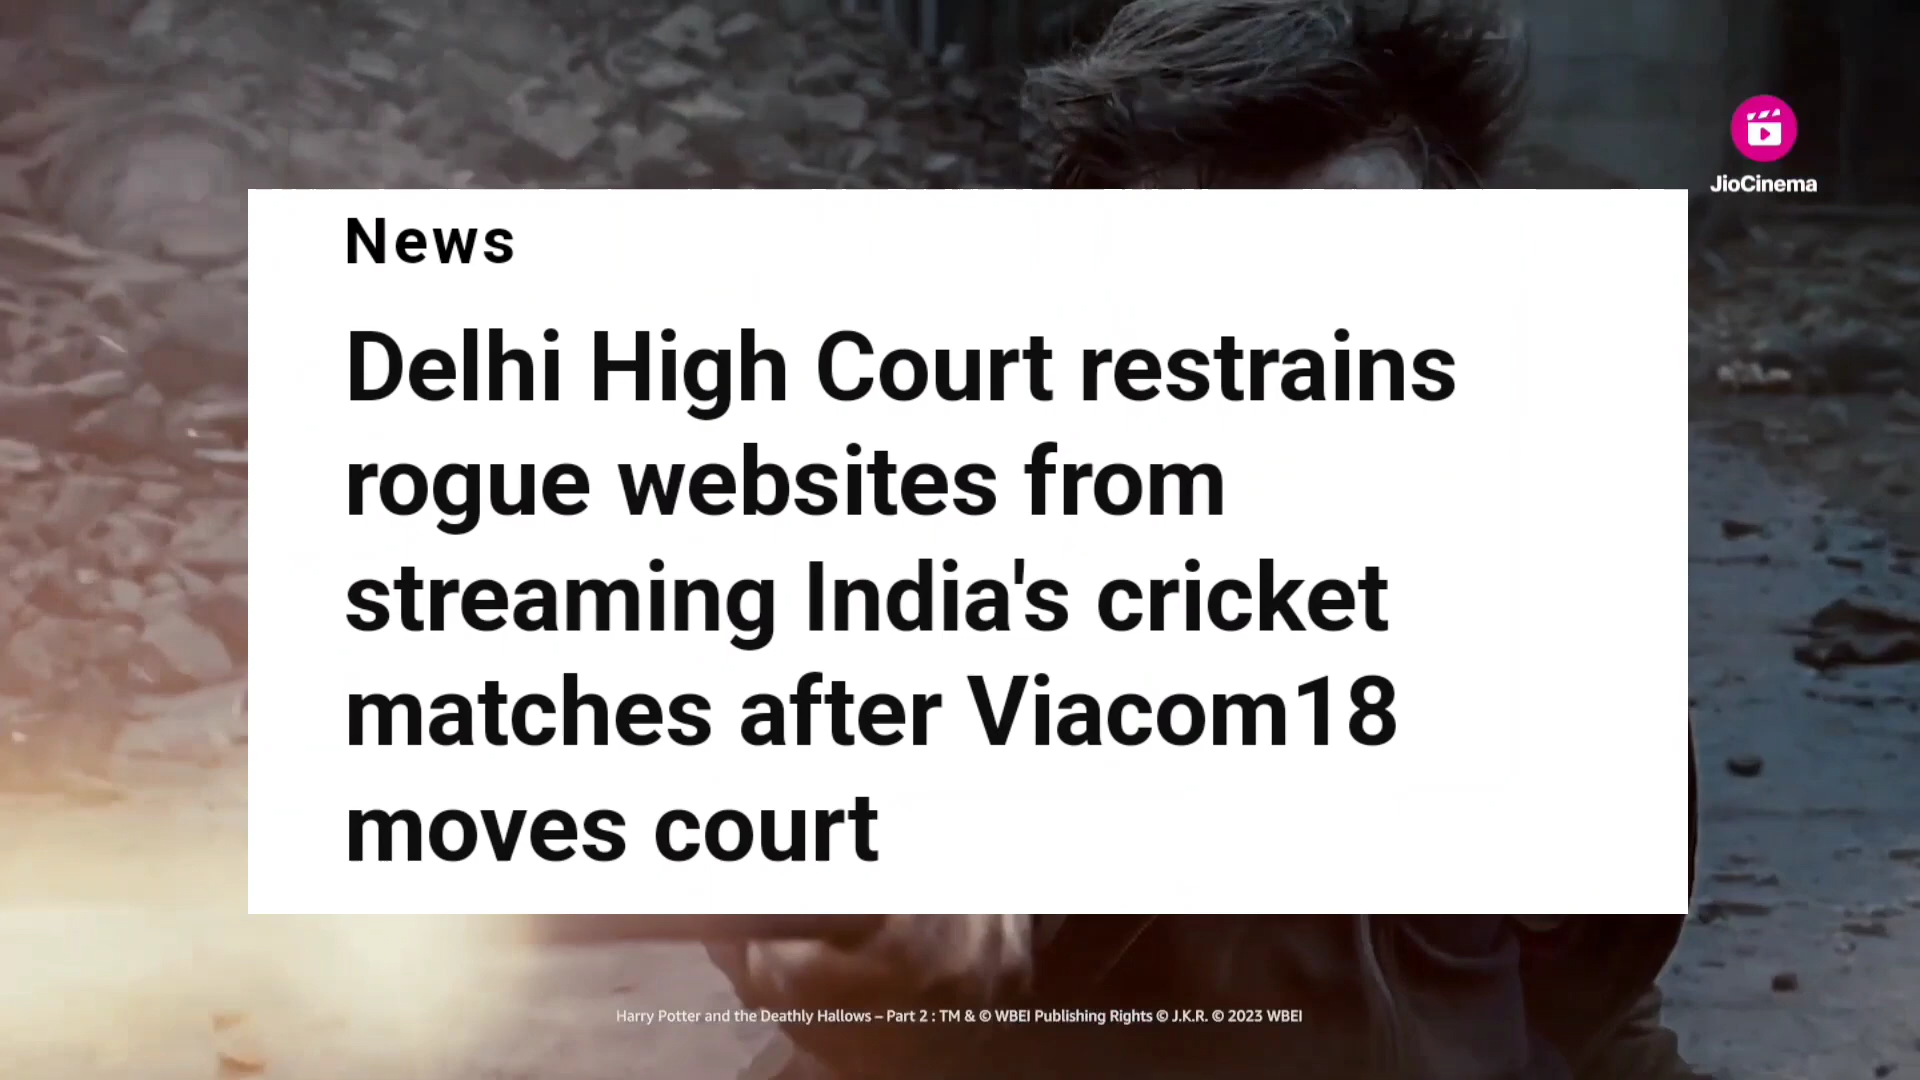 JioCinema
News
Delhi High Court restrains
rogue websites from
streaming India's cricket
matches after Viacom18
moves court
Harry Potter and the Deathly Hallows – Part 2 : TM & © WBEI Publishing Rights © J.K.R. © 2023 WBEI